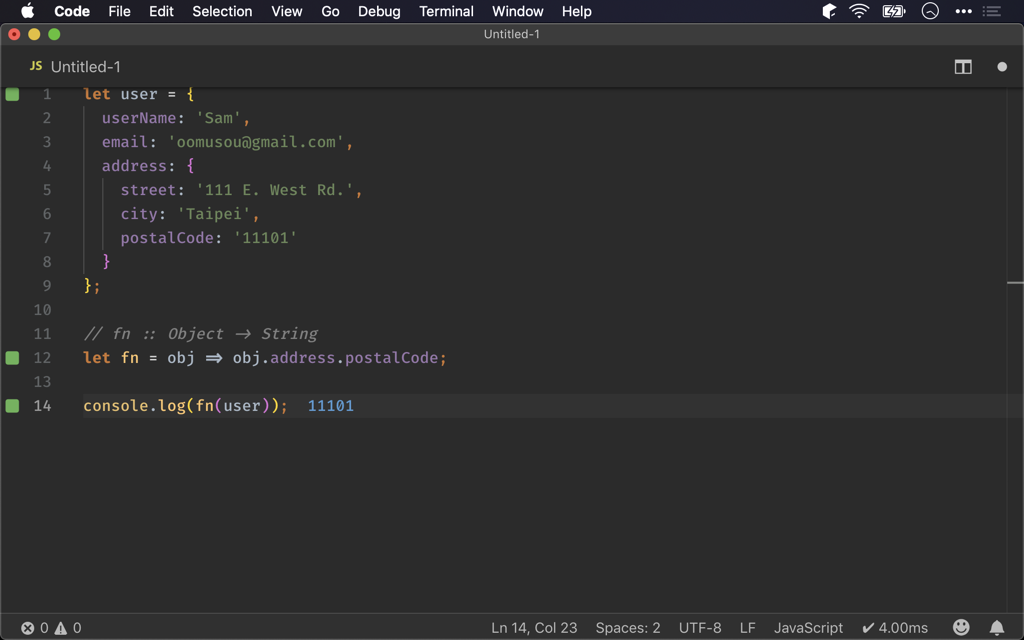 Code File Edit Selection View Go Debug Terminal Window Help
Untitled-1
JS Untitled-1
1 let user = {
2 userName: 'Sam',
3 email: 'oomusou@gmail.com',
4 address: {
5 street: '111 E. West Rd.',
6 city: 'Taipei',
7 postalCode: '11101'
8 }
9 };
10
11 // fn :: Object → String
12 let fn = obj ⇒ obj.address.postalCode;
13
14 console.log(fn(user)); 11101
0 0 Ln 14, Col 23 Spaces: 2 UTF-8 LF JavaScript ✔ 4.00ms